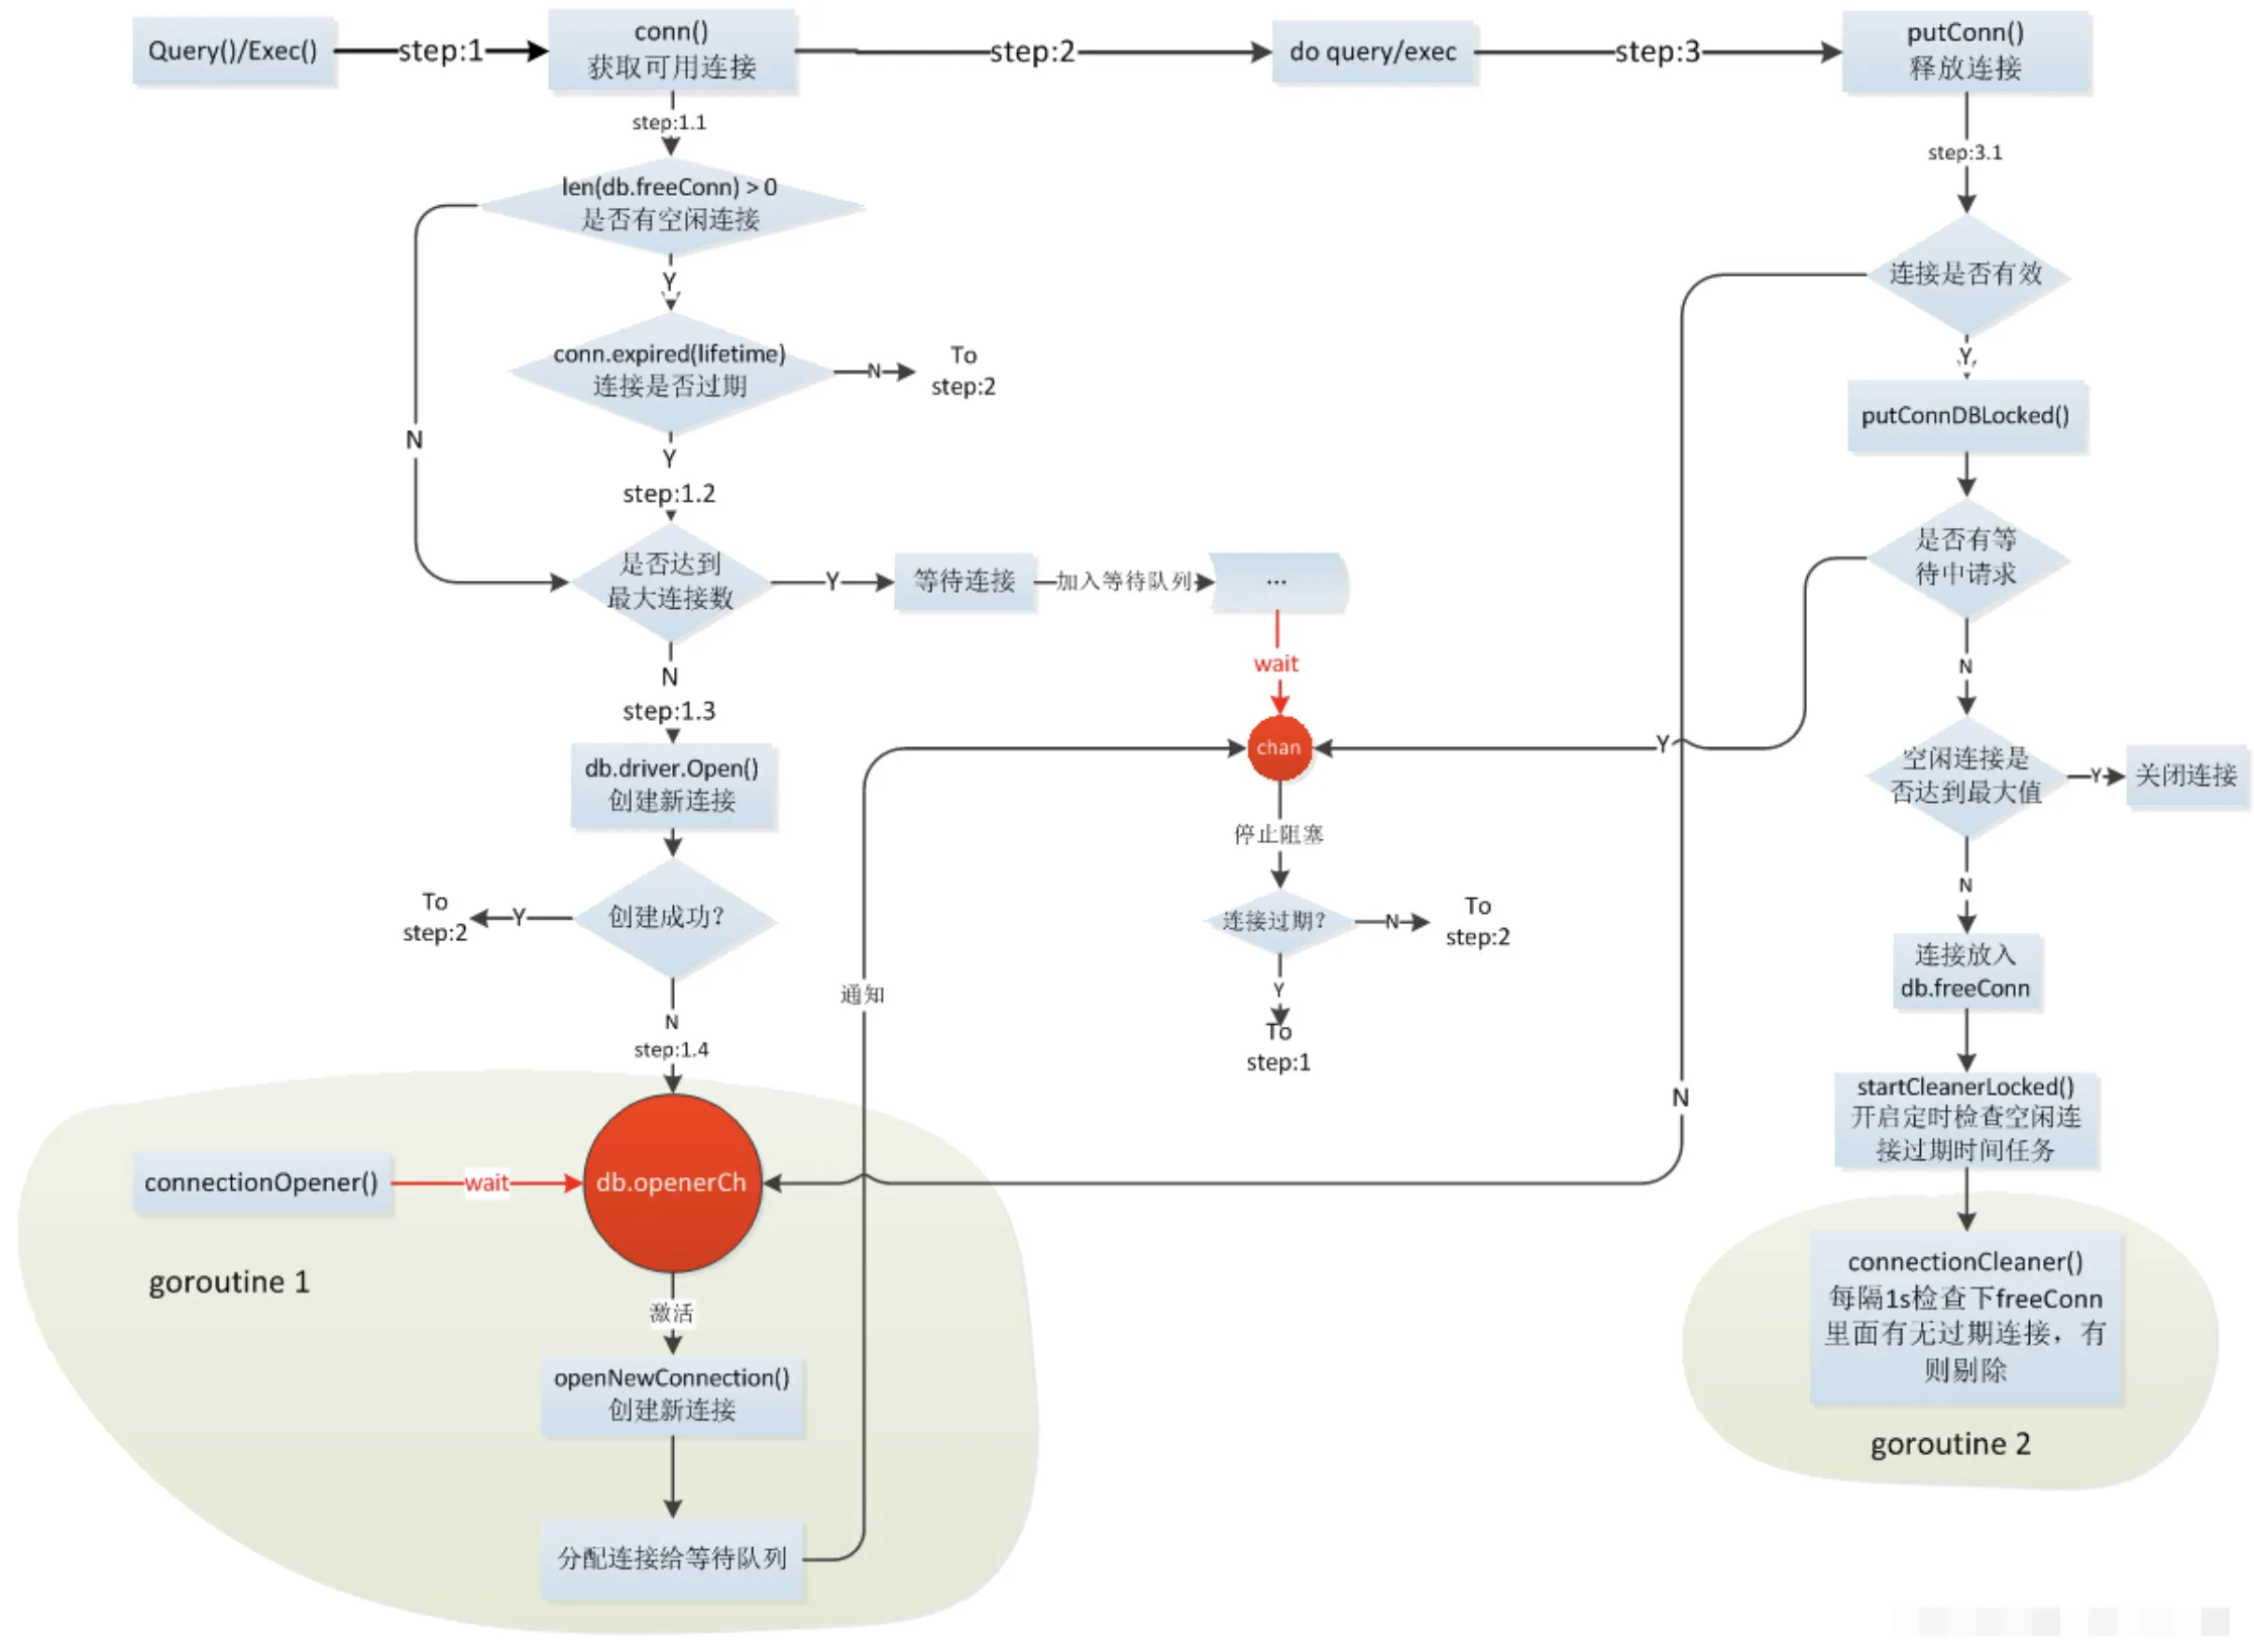 Query()/Exec()
step:1
conn()
获取可用连接
step:2
do query/exec
step:3
putConn()
释放连接
step:1.1
len(db.freeConn) > 0
是否有空闲连接
Y
N
conn.expired(lifetime)
连接是否过期
N
To
step:2
Y
step:1.2
是否达到
最大连接数
Y
等待连接
加入等待队列
...
wait
chan
停止阻塞
连接过期?
N
To
step:2
Y
To
step:1
N
step:1.3
db.driver.Open()
创建新连接
创建成功?
Y
To
step:2
N
step:1.4
connectionOpener()
wait
db.openerCh
goroutine 1
激活
openNewConnection()
创建新连接
分配连接给等待队列
通知
step:3.1
连接是否有效
N
Y
putConnDBLocked()
是否有等
待中请求
Y
N
空闲连接是
否达到最大值
Y
关闭连接
N
连接放入
db.freeConn
startCleanerLocked()
开启定时检查空闲连
接过期时间任务
connectionCleaner()
每隔1s检查下freeConn
里面有无过期连接，有
则剔除
goroutine 2